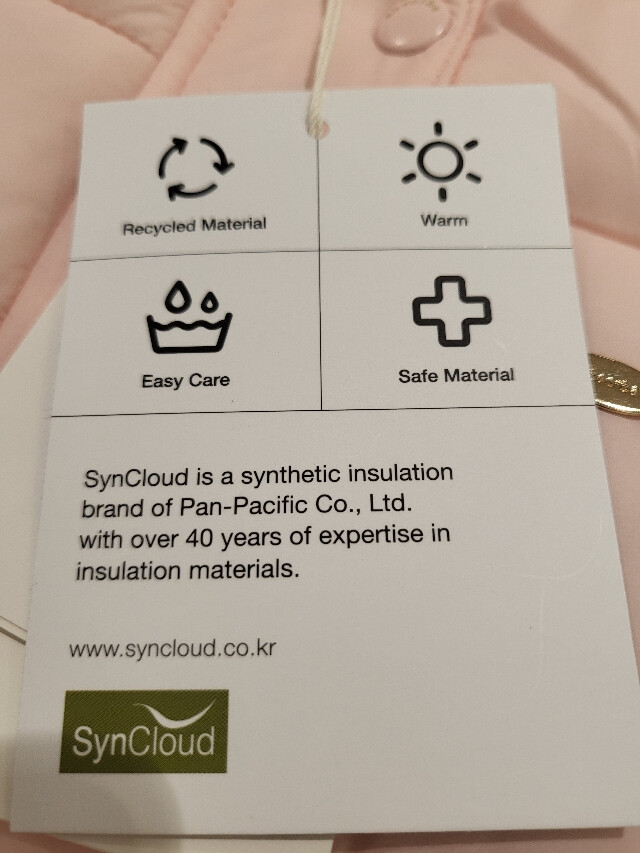 Recycled Material
Warm
Easy Care
Safe Material
SynCloud is a synthetic insulation
brand of Pan-Pacific Co., Ltd.
with over 40 years of expertise in
insulation materials.
www.syncloud.co.kr
SynCloud